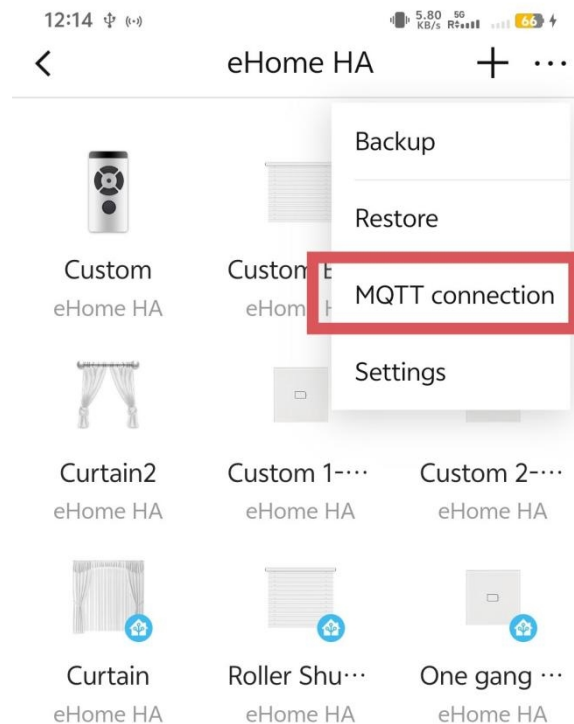 12:14
5.80 KB/s 5G R 66
eHome HA
Backup
Restore
MQTT connection
Settings
Custom
eHome HA
Custom
eHom
Curtain2
eHome HA
Custom 1-···
eHome HA
Custom 2-···
eHome HA
Curtain
eHome HA
Roller Shu···
eHome HA
One gang ···
eHome HA